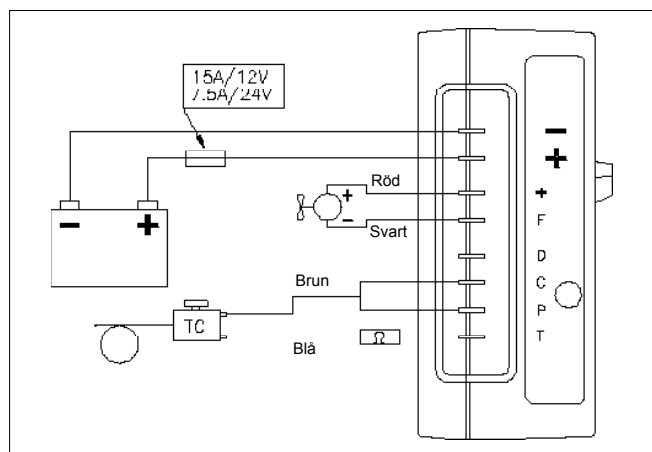 15A/12V
7.5A/24V
−
+
− +
+
−
Röd
Svart
+
F
D
C
P
T
Brun
TC
Blå
Ω